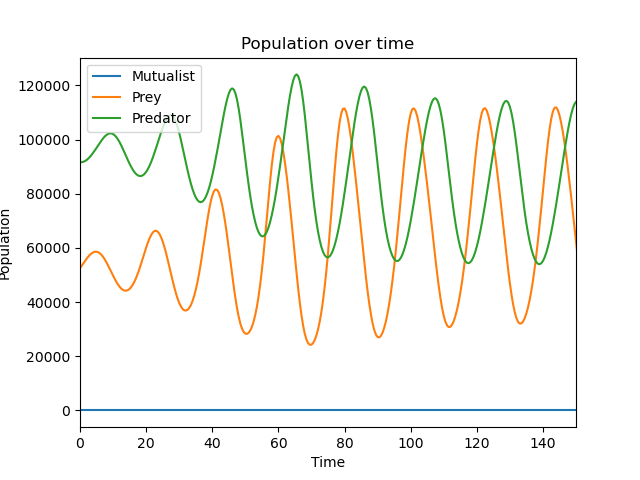 Population over time
Mutualist
Prey
Predator
120000
100000
80000
60000
40000
20000
0
Population
0 20 40 60 80 100 120 140
Time